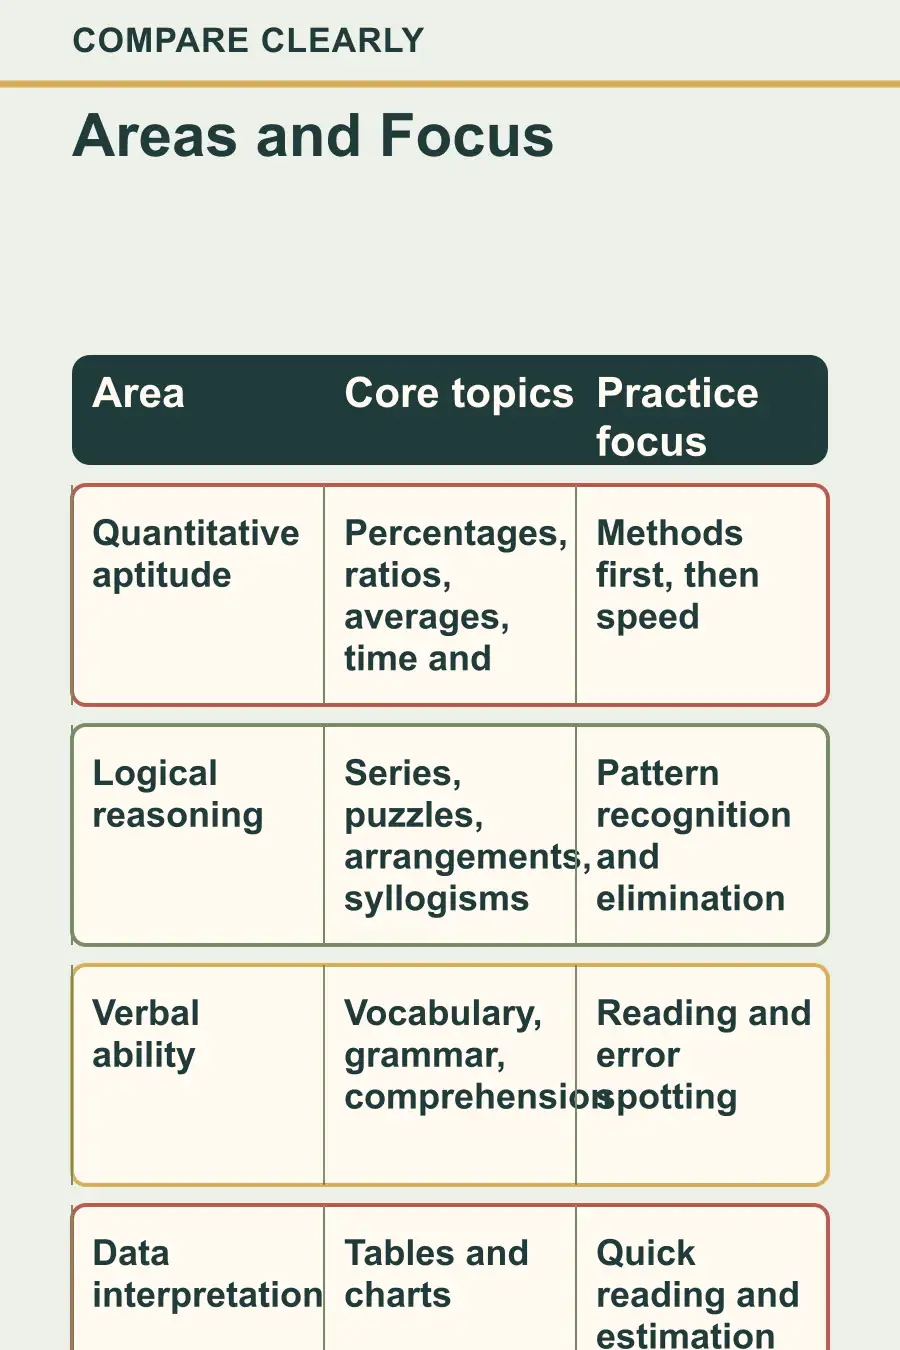 COMPARE CLEARLY
Areas and Focus
Area
Core topics
Practice
focus
Quantitative
aptitude
Percentages,
ratios,
averages,
time and
Methods
first, then
speed
Logical
reasoning
Series,
puzzles,
arrangements,
syllogisms
Pattern
recognition
and
elimination
Verbal
ability
Vocabulary,
grammar,
comprehension
Reading and
error
spotting
Data
interpretation
Tables and
charts
Quick
reading and
estimation